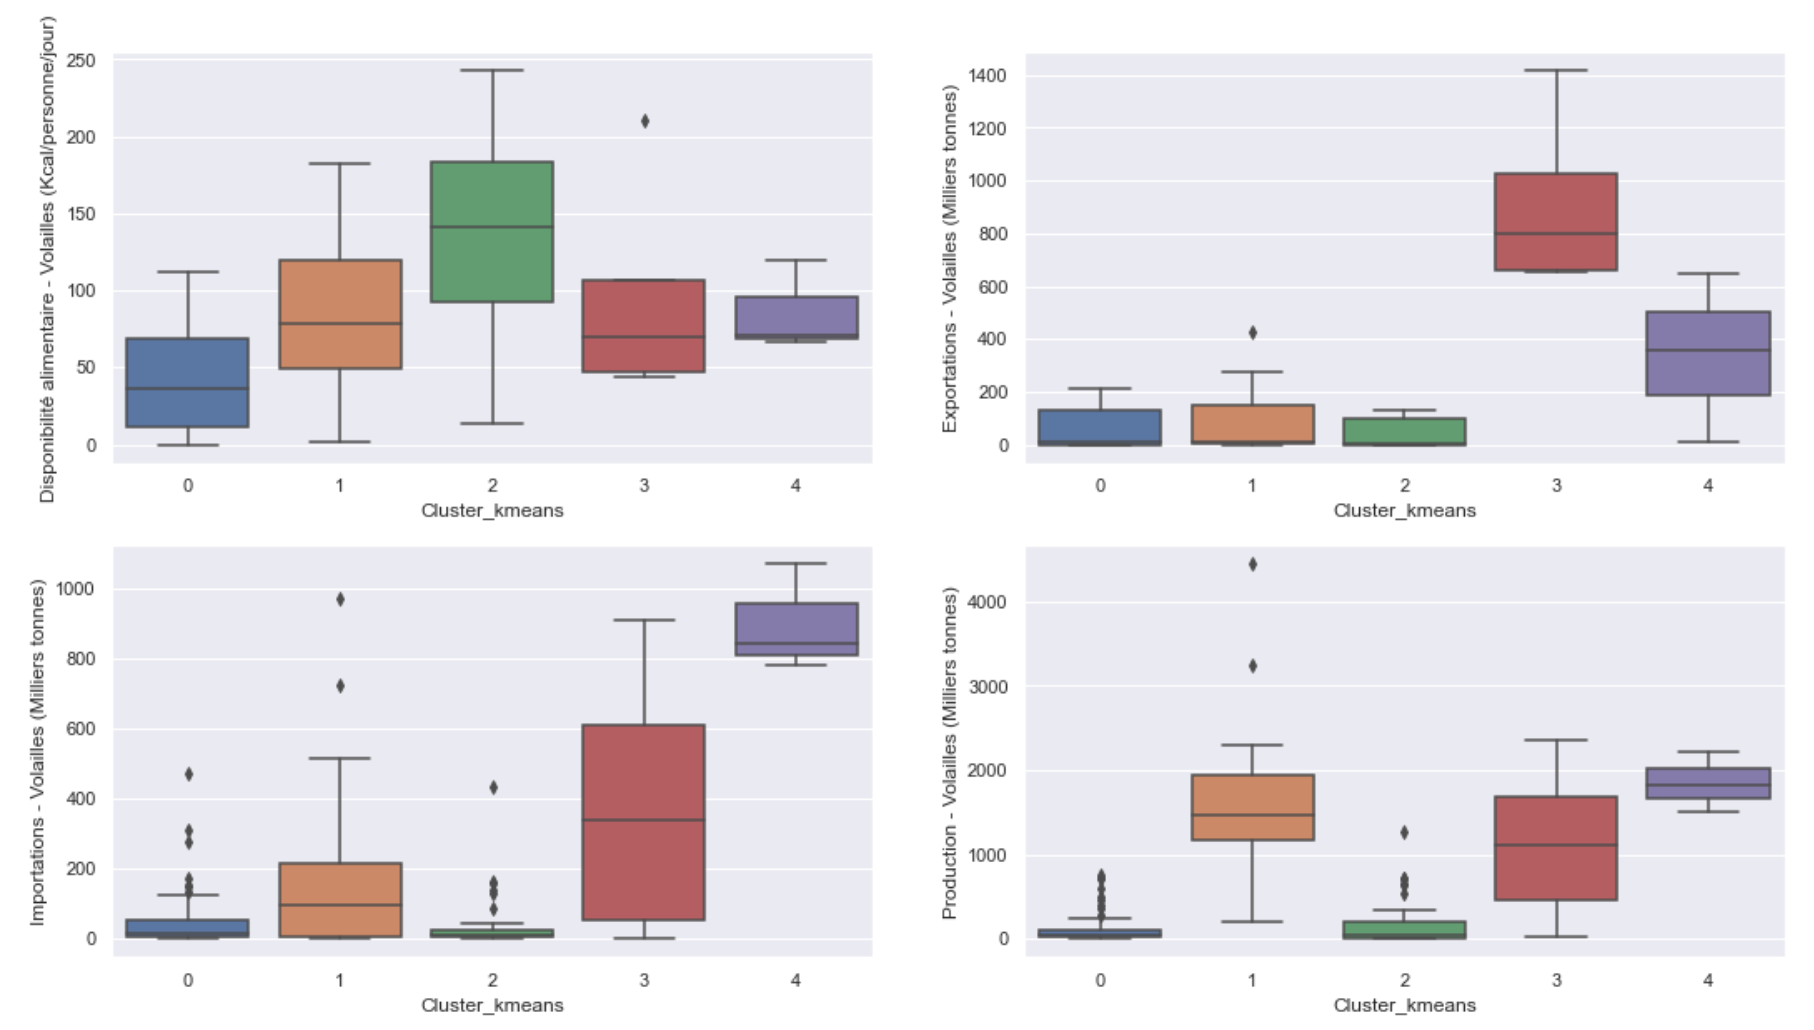 Disponibilité alimentaire - Volailles (Kcal/personne/jour)
250
200
150
100
50
0
0 1 2 3 4
Cluster_kmeans
Exportations - Volailles (Milliers tonnes)
1400
1200
1000
800
600
400
200
0
0 1 2 3 4
Cluster_kmeans
Importations - Volailles (Milliers tonnes)
1000
800
600
400
200
0
0 1 2 3 4
Cluster_kmeans
Production - Volailles (Milliers tonnes)
4000
3000
2000
1000
0
0 1 2 3 4
Cluster_kmeans